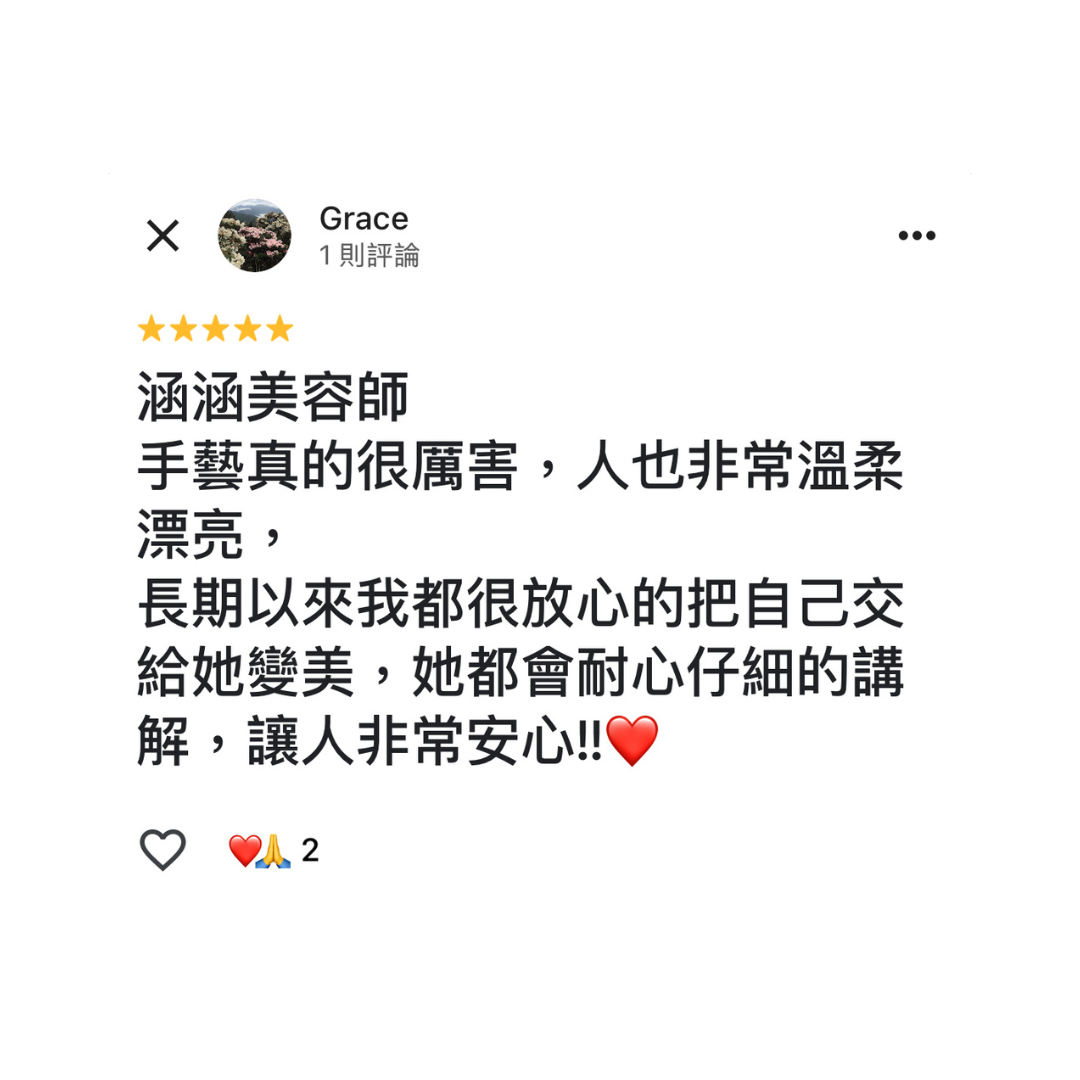 Grace
1 則評論
涵涵美容師
手藝真的很厲害，人也非常溫柔
漂亮，
長期以來我都很放心的把自己交
給她變美，她都會耐心仔細的講
解，讓人非常安心!!❤️
❤️🙏 2